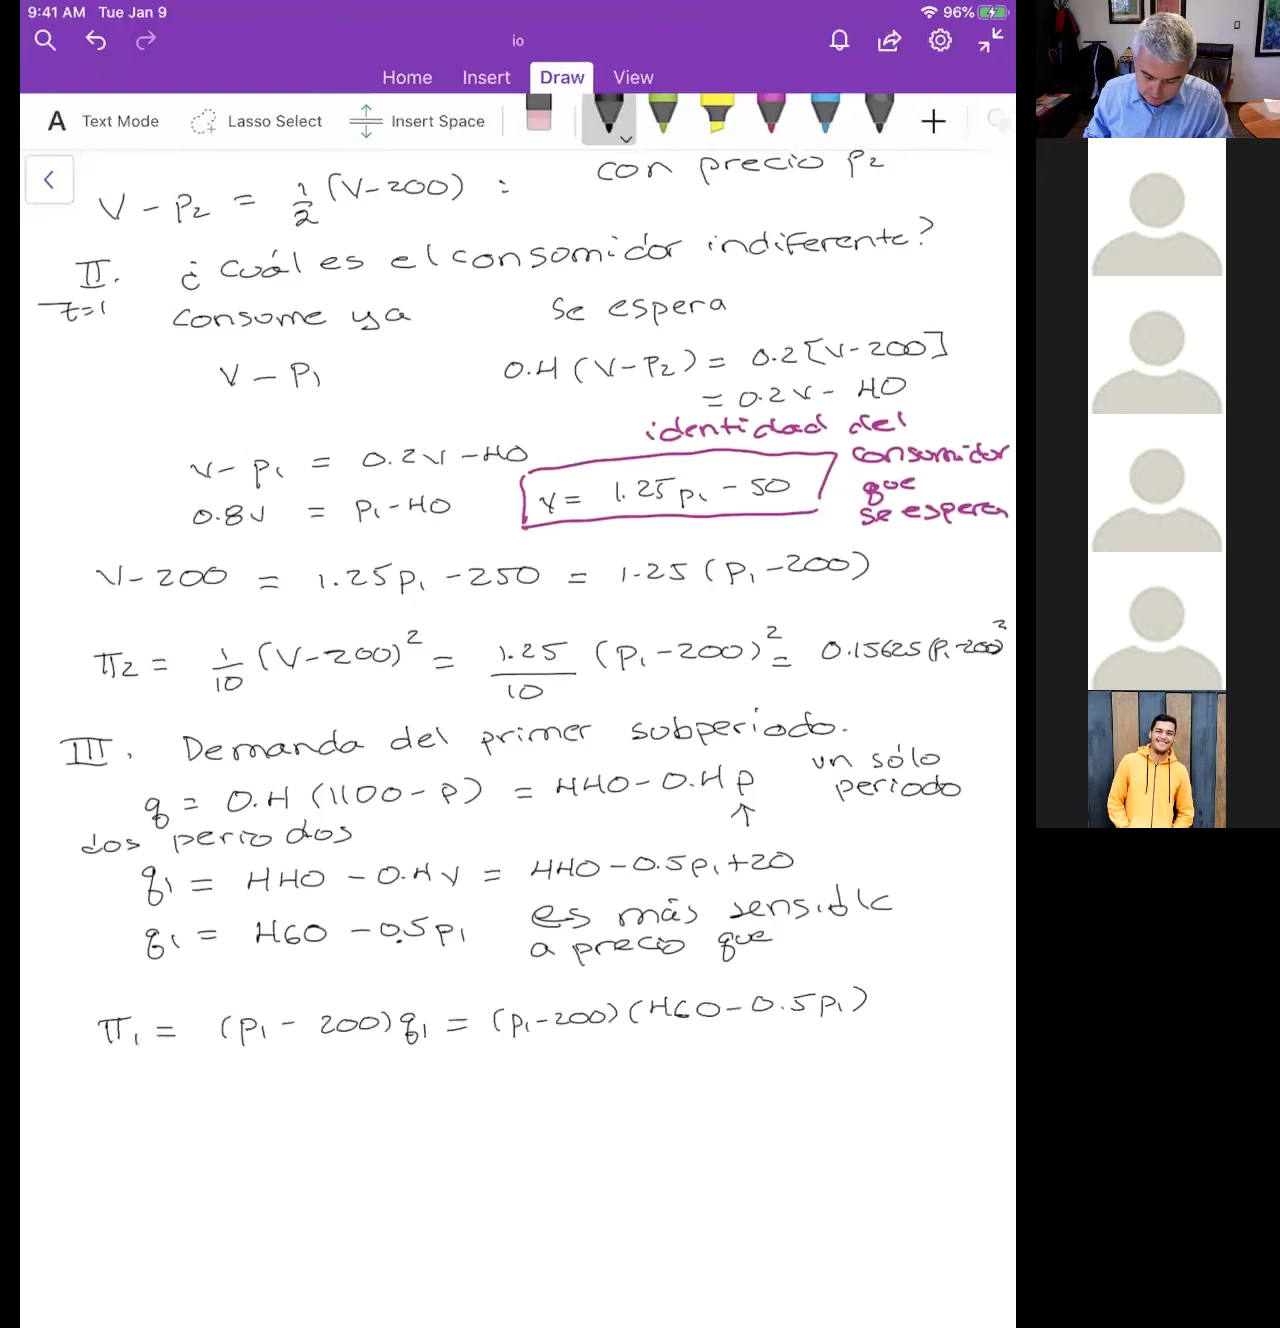 9:41 AM Tue Jan 9
96%
io
Home Insert Draw View
A Text Mode Lasso Select Insert Space
con precio P2
V - P2 = 1/2 (V-200) :
II. ¿Cuál es el consumidor indiferente?
t=1
consume ya se espera
V - P1 0.4 (V-P2) = 0.2[V-200]
= 0.2V - 40
identidad del
consumidor
que
se espera
V - P1 = 0.2V - 40
0.8V = P1 - 40
V = 1.25 P1 - 50
V - 200 = 1.25 P1 - 250 = 1.25 (P1 - 200)
π2 = 1/10 (V-200)² = 1.25/10 (P1 - 200)² = 0.15625 (P1 - 200)²
III. Demanda del primer subperiodo.
un sólo
periodo
q = 0.4 (1100 - P) = 440 - 0.4 P
↑
dos periodos
q1 = 440 - 0.4V = 440 - 0.5P1 + 20
q1 = 460 - 0.5 P1
es más sensible
a precio que
π1 = (P1 - 200) q1 = (P1 - 200) (460 - 0.5 P1)